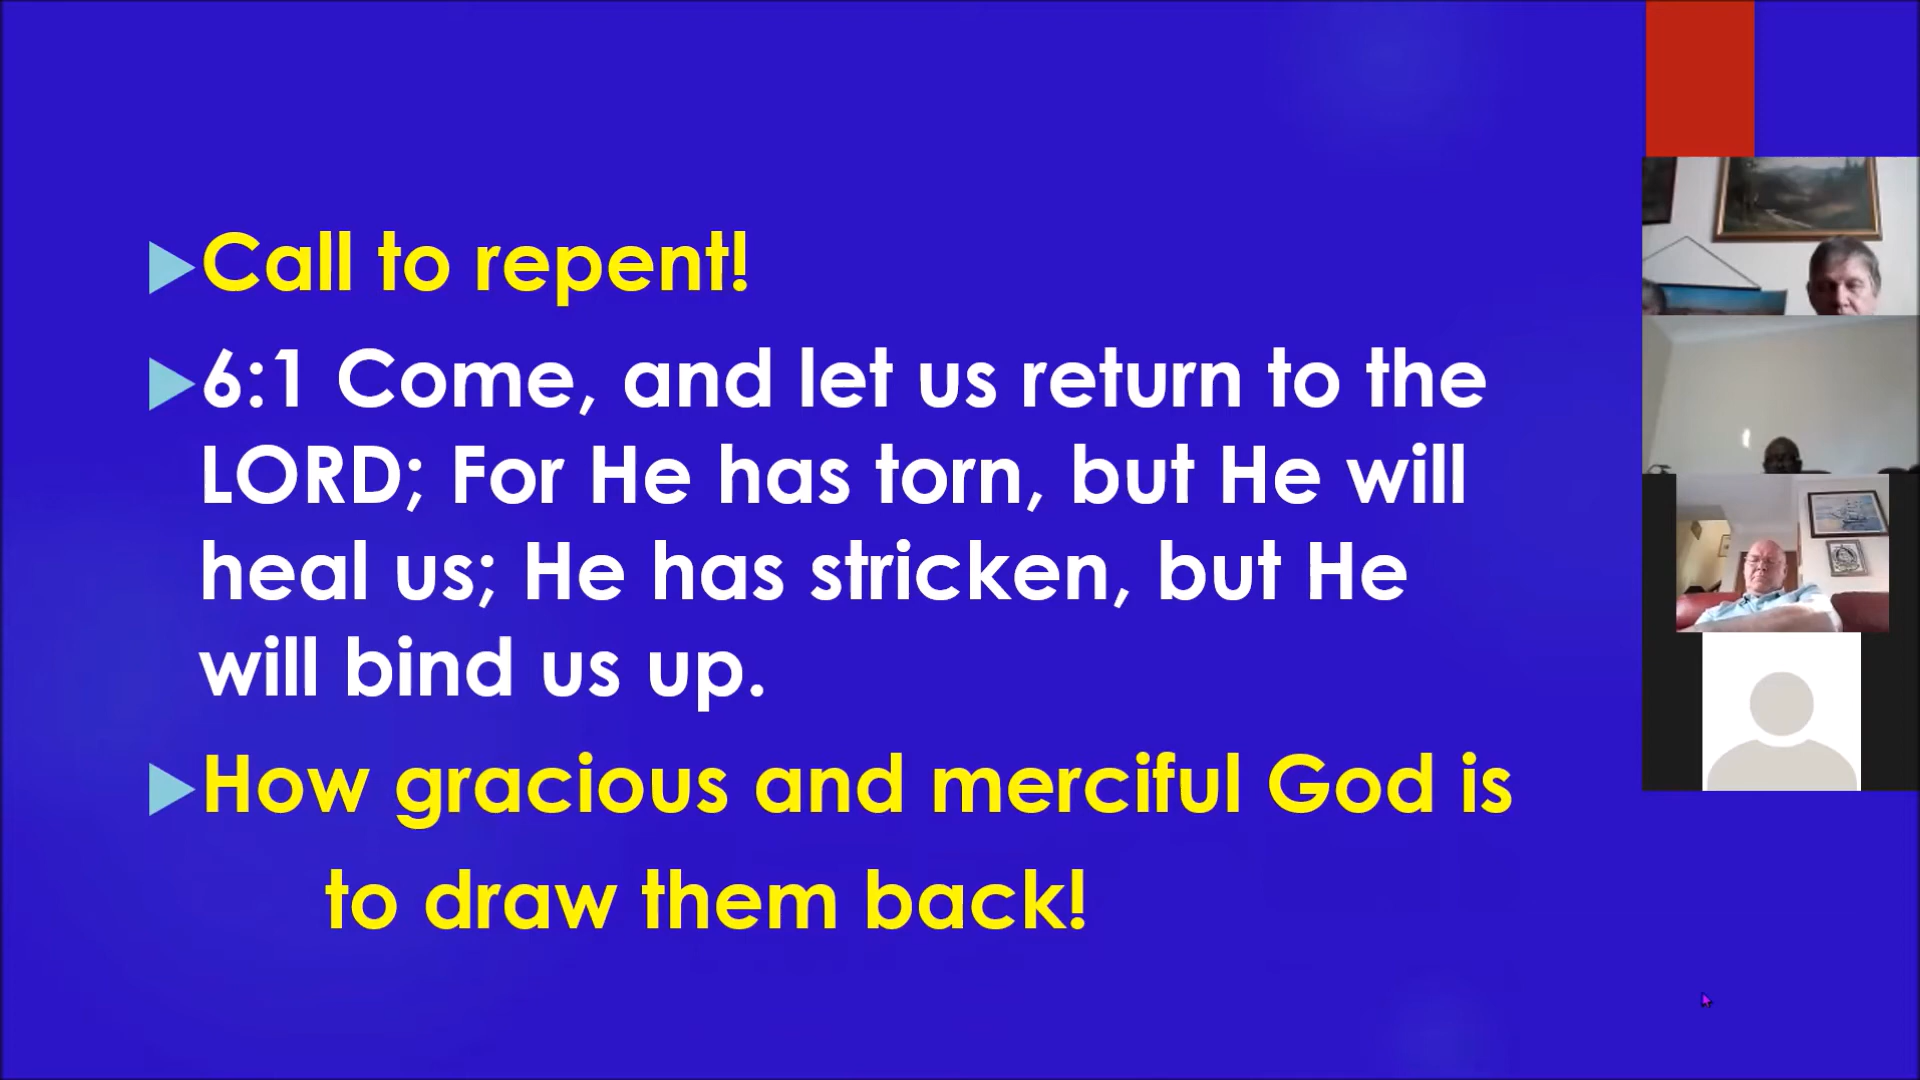 Call to repent!
6:1 Come, and let us return to the
LORD; For He has torn, but He will
heal us; He has stricken, but He
will bind us up.
How gracious and merciful God is
to draw them back!